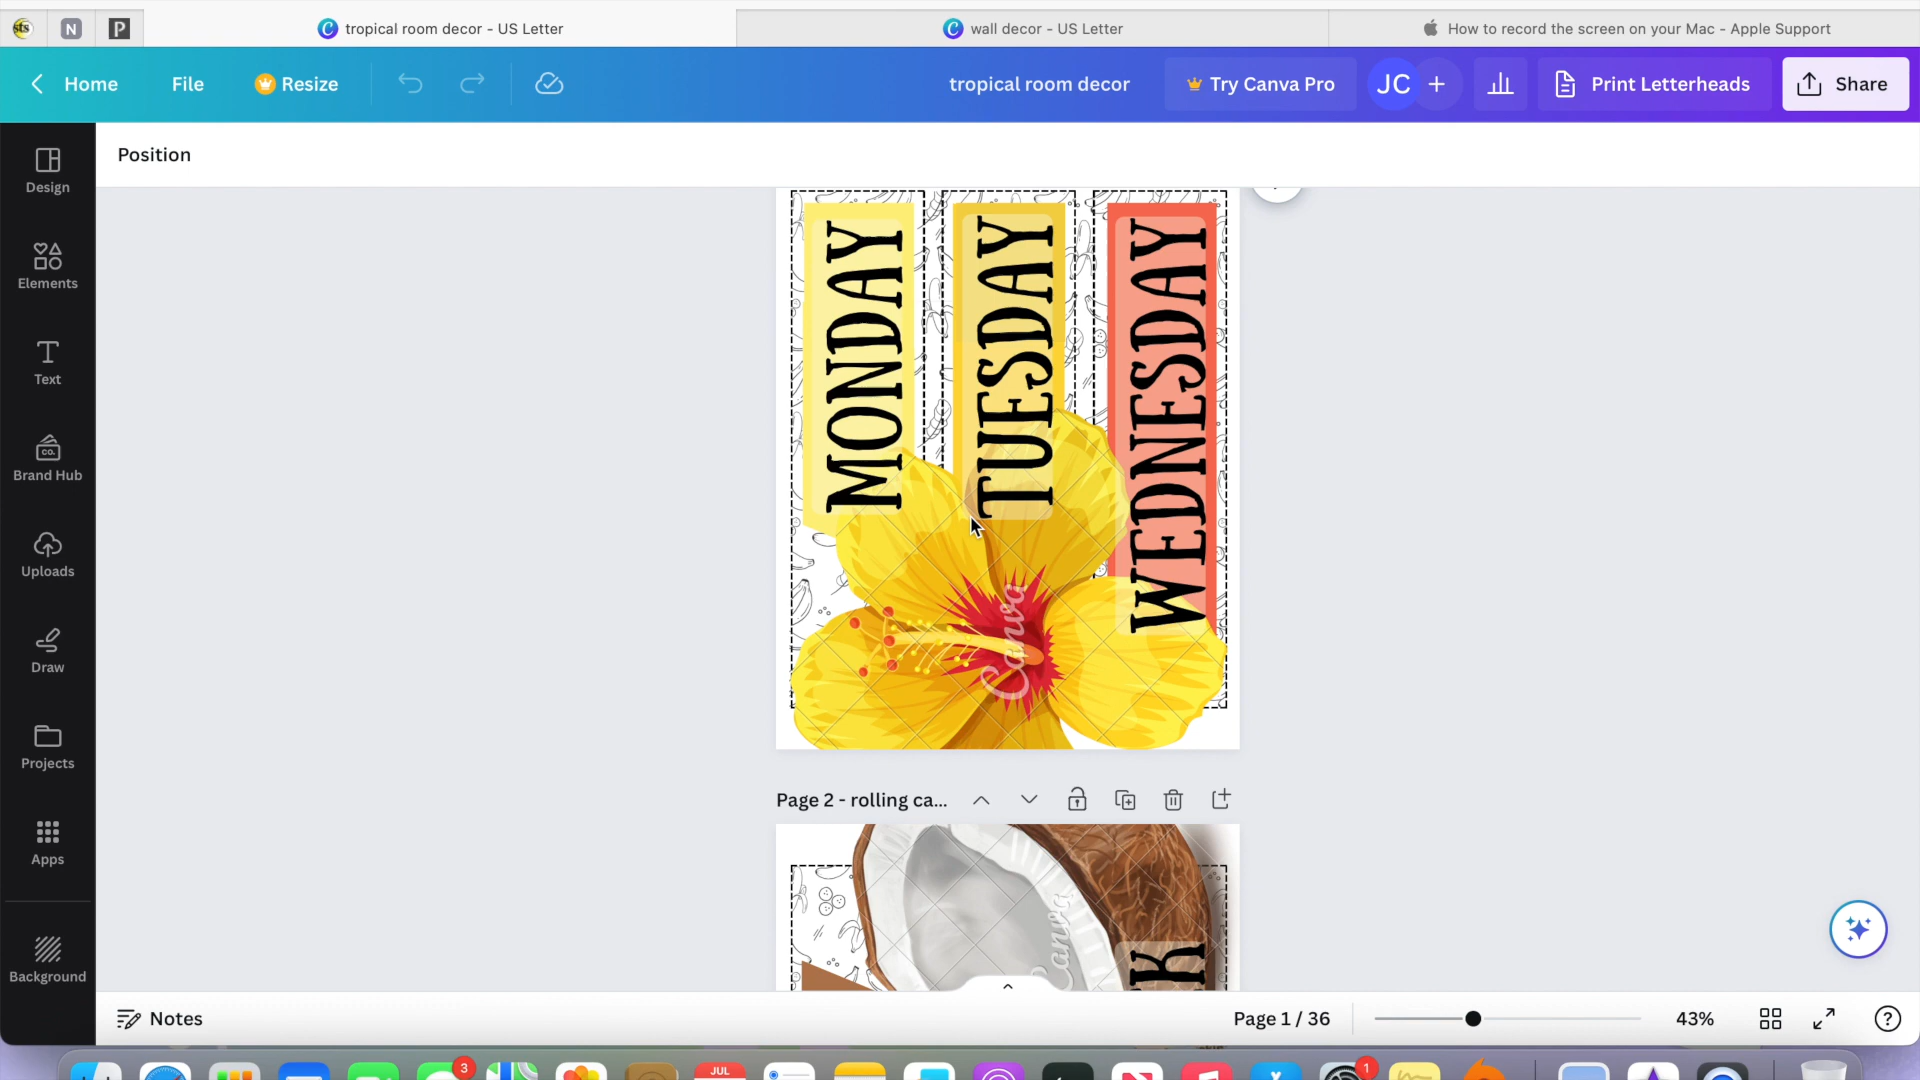 sts
N
P
tropical room decor - US Letter
wall decor - US Letter
How to record the screen on your Mac - Apple Support
Home
File
Resize
tropical room decor
Try Canva Pro
JC
Print Letterheads
Share
Position
Design
Elements
Text
CO.
Brand Hub
Uploads
Draw
Projects
Apps
Background
MONDAY
TUESDAY
WEDNESDAY
Canva
Page 2 - rolling ca...
Canva
K
Notes
Page 1 / 36
43%
3
JUL
1